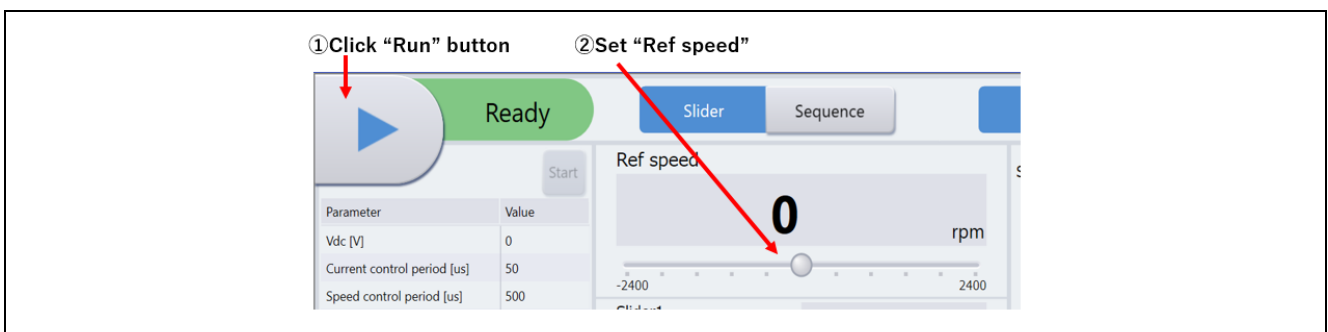 ①Click “Run” button
②Set “Ref speed”
Ready
Slider
Sequence
Start
Ref speed
0
rpm
-2400
2400
Parameter Value
Vdc [V] 0
Current control period [us] 50
Speed control period [us] 500